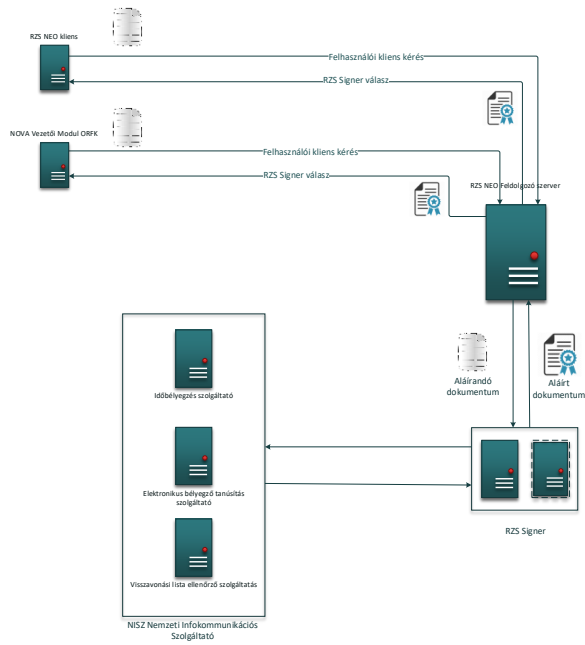 RZS NEO kliens
Felhasználói kliens kérés
RZS Signer válasz
NOVA Vezetői Modul ORFK
Felhasználói kliens kérés
RZS Signer válasz
RZS NEO Feldolgozó szerver
Aláírandó
dokumentum
Aláírt
dokumentum
Időbélyegzés szolgáltató
Elektronikus bélyegző tanúsítás
szolgáltató
RZS Signer
Visszavonási lista ellenőrző szolgáltatás
NISZ Nemzeti Infokommunikációs
Szolgáltató